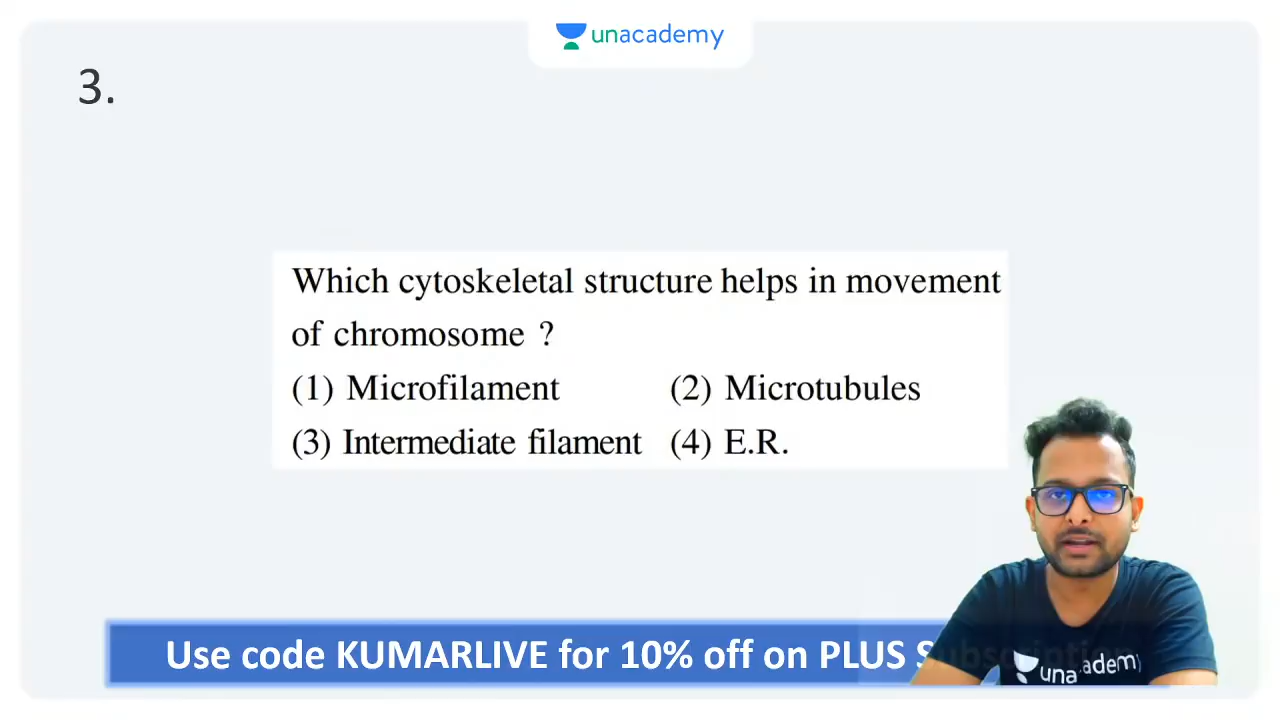 unacademy
3.
Which cytoskeletal structure helps in movement
of chromosome ?
(1) Microfilament (2) Microtubules
(3) Intermediate filament (4) E.R.
Use code KUMARLIVE for 10% off on PLUS Subscription
unacademy